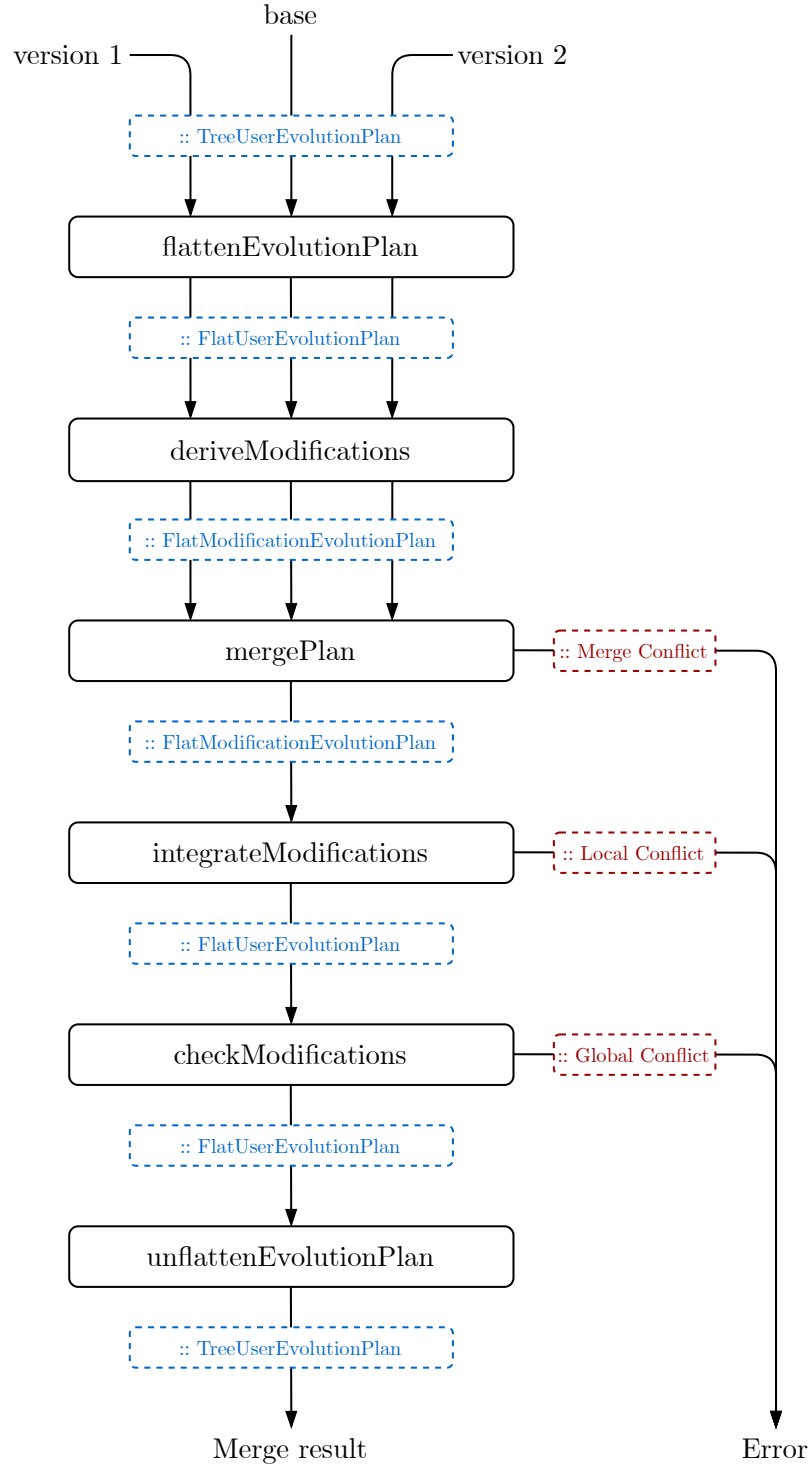 base
version 1
version 2
:: TreeUserEvolutionPlan
flattenEvolutionPlan
:: FlatUserEvolutionPlan
deriveModifications
:: FlatModificationEvolutionPlan
mergePlan
:: Merge Conflict
:: FlatModificationEvolutionPlan
integrateModifications
:: Local Conflict
:: FlatUserEvolutionPlan
checkModifications
:: Global Conflict
:: FlatUserEvolutionPlan
unflattenEvolutionPlan
:: TreeUserEvolutionPlan
Merge result
Error